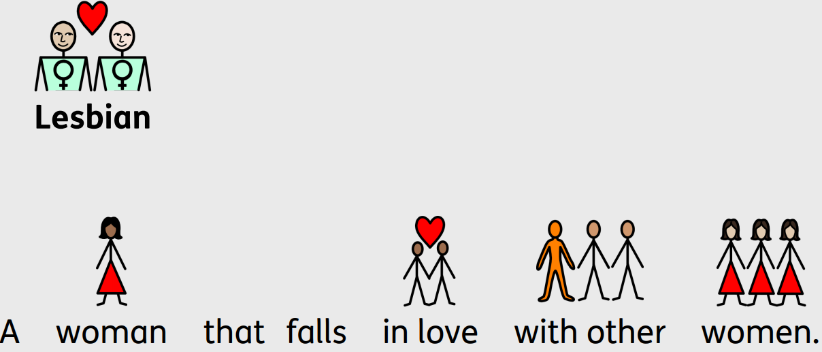 Lesbian
A woman that falls in love with other women.